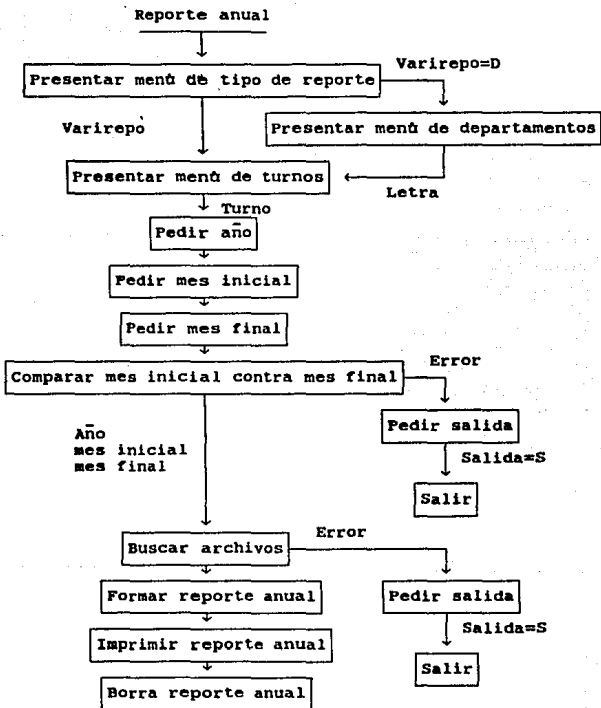 Reporte anual
Presentar menú de tipo de reporte
Varirepo=D
Varirepo
Presentar menú de departamentos
Presentar menú de turnos
Letra
Turno
Pedir año
Pedir mes inicial
Pedir mes final
Comparar mes inicial contra mes final
Error
Año
mes inicial
mes final
Pedir salida
Salida=S
Salir
Buscar archivos
Error
Formar reporte anual
Pedir salida
Imprimir reporte anual
Salida=S
Borra reporte anual
Salir